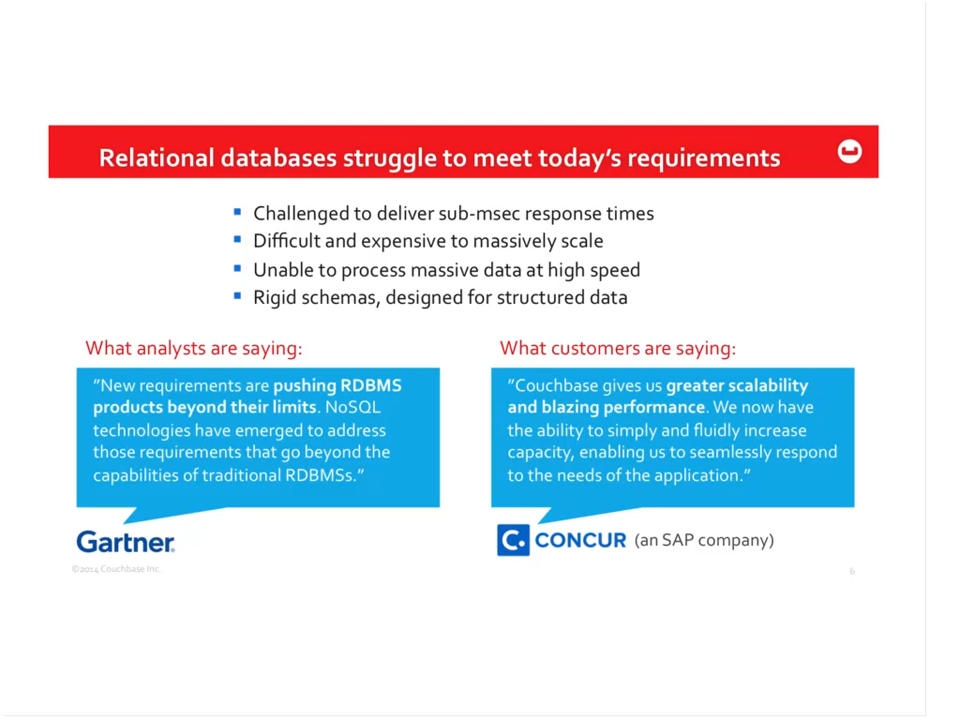 Relational databases struggle to meet today’s requirements
Challenged to deliver sub-msec response times
Difficult and expensive to massively scale
Unable to process massive data at high speed
Rigid schemas, designed for structured data
What analysts are saying:
”New requirements are pushing RDBMS
products beyond their limits. NoSQL
technologies have emerged to address
those requirements that go beyond the
capabilities of traditional RDBMSs.”
Gartner
©2014 Couchbase Inc.
What customers are saying:
”Couchbase gives us greater scalability
and blazing performance. We now have
the ability to simply and fluidly increase
capacity, enabling us to seamlessly respond
to the needs of the application.”
C. CONCUR (an SAP company)
6